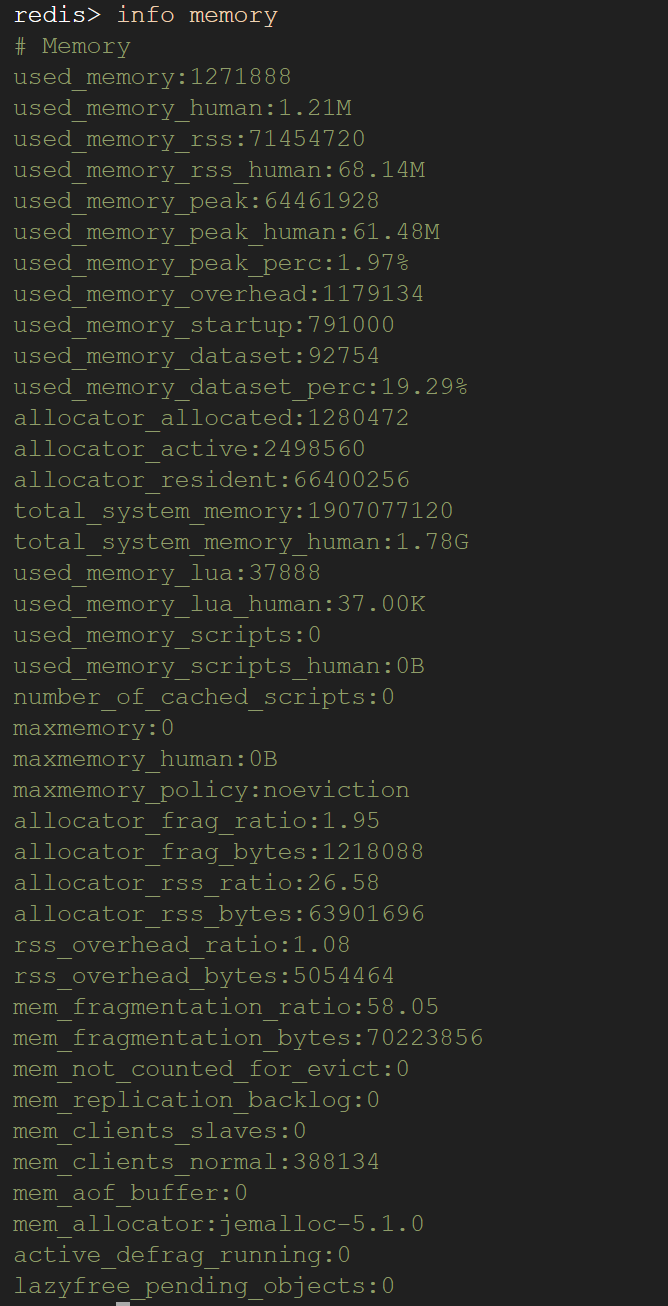 redis> info memory
# Memory
used_memory:1271888
used_memory_human:1.21M
used_memory_rss:71454720
used_memory_rss_human:68.14M
used_memory_peak:64461928
used_memory_peak_human:61.48M
used_memory_peak_perc:1.97%
used_memory_overhead:1179134
used_memory_startup:791000
used_memory_dataset:92754
used_memory_dataset_perc:19.29%
allocator_allocated:1280472
allocator_active:2498560
allocator_resident:66400256
total_system_memory:1907077120
total_system_memory_human:1.78G
used_memory_lua:37888
used_memory_lua_human:37.00K
used_memory_scripts:0
used_memory_scripts_human:0B
number_of_cached_scripts:0
maxmemory:0
maxmemory_human:0B
maxmemory_policy:noeviction
allocator_frag_ratio:1.95
allocator_frag_bytes:1218088
allocator_rss_ratio:26.58
allocator_rss_bytes:63901696
rss_overhead_ratio:1.08
rss_overhead_bytes:5054464
mem_fragmentation_ratio:58.05
mem_fragmentation_bytes:70223856
mem_not_counted_for_evict:0
mem_replication_backlog:0
mem_clients_slaves:0
mem_clients_normal:388134
mem_aof_buffer:0
mem_allocator:jemalloc-5.1.0
active_defrag_running:0
lazyfree_pending_objects:0